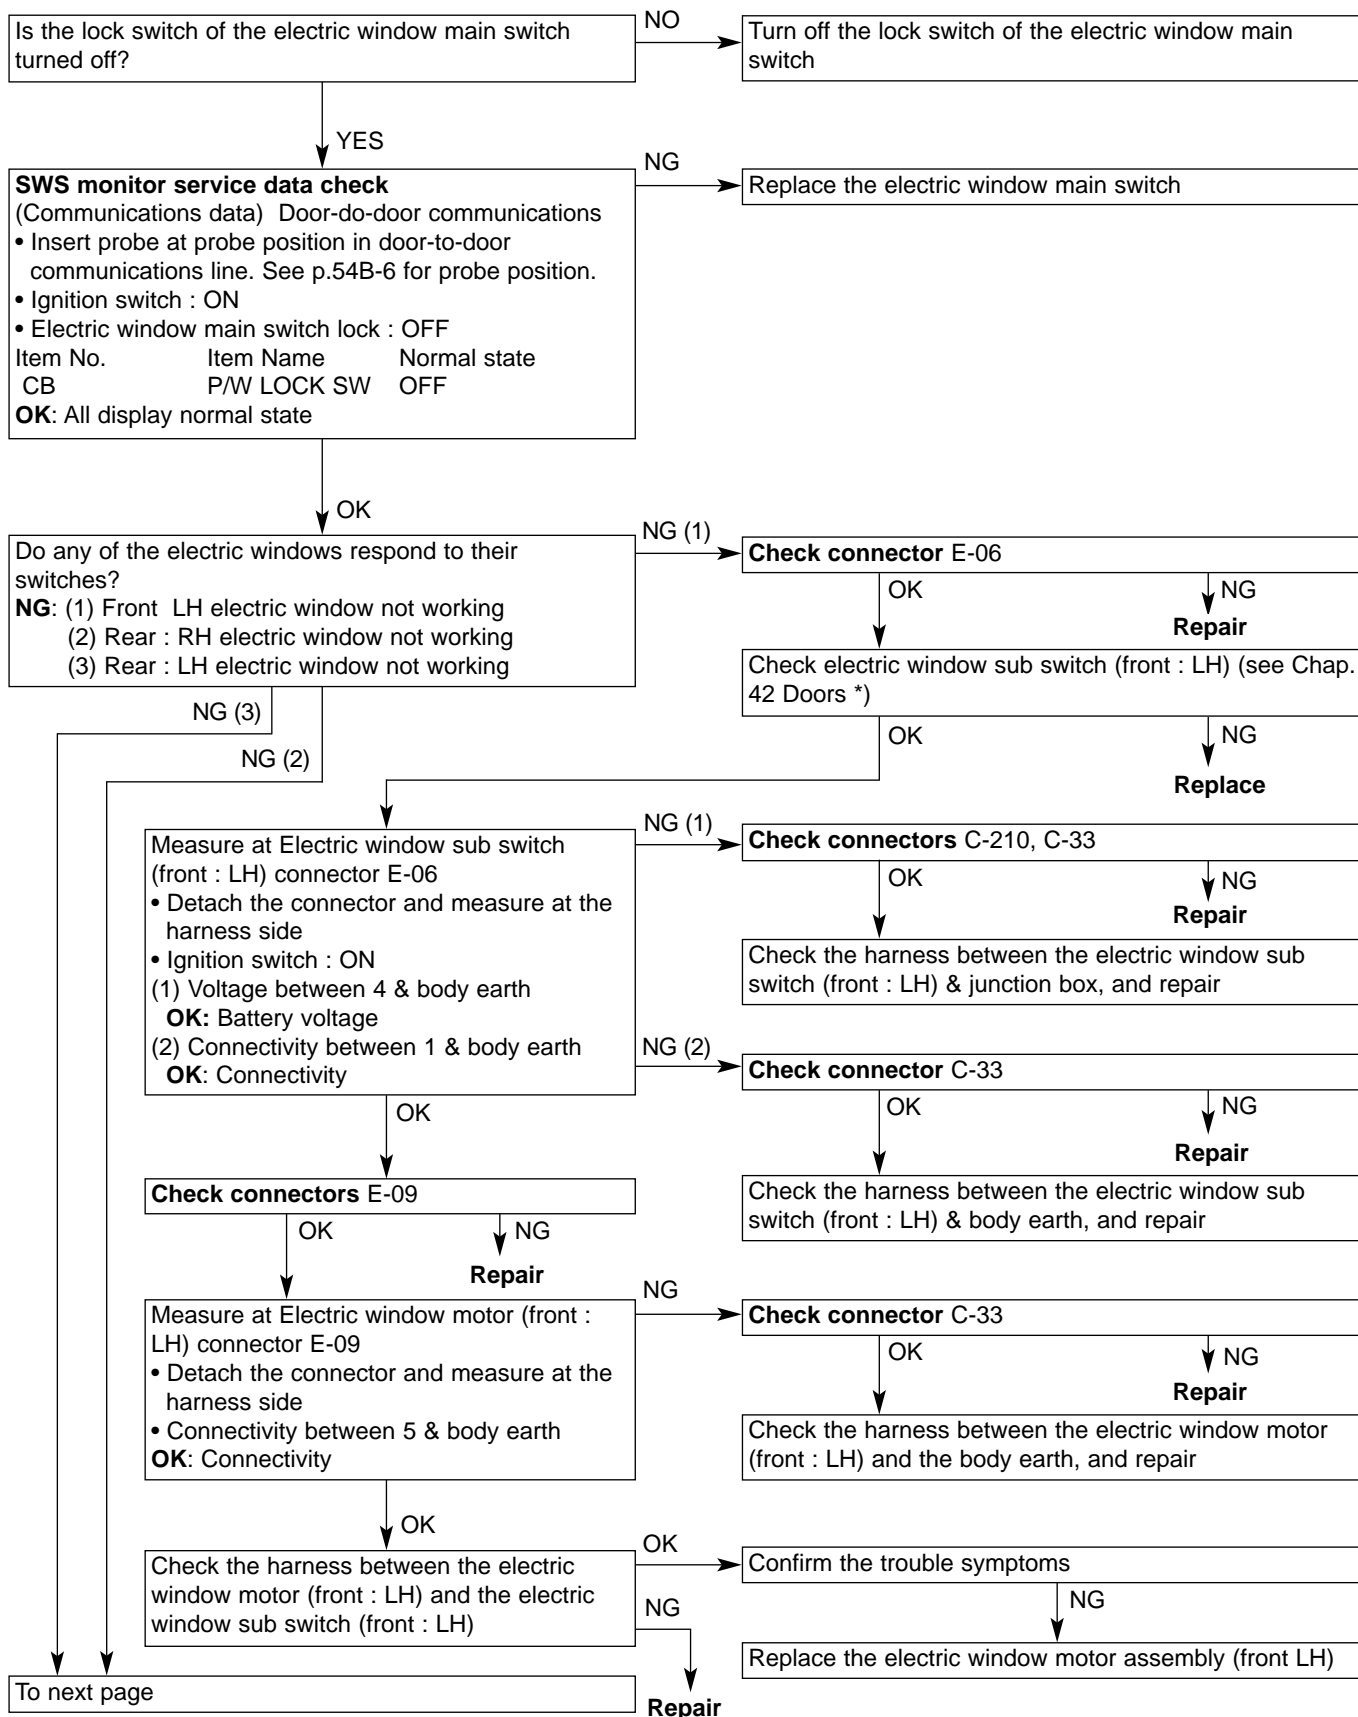 Is the lock switch of the electric window main switch
turned off?
NO
Turn off the lock switch of the electric window main
switch
YES
SWS monitor service data check
(Communications data) Door-do-door communications
• Insert probe at probe position in door-to-door
communications line. See p.54B-6 for probe position.
• Ignition switch : ON
• Electric window main switch lock : OFF
Item No. Item Name Normal state
CB P/W LOCK SW OFF
OK: All display normal state
NG
Replace the electric window main switch
OK
Do any of the electric windows respond to their
switches?
NG: (1) Front LH electric window not working
(2) Rear : RH electric window not working
(3) Rear : LH electric window not working
NG (1)
Check connector E-06
OK
NG
Repair
Check electric window sub switch (front : LH) (see Chap.
42 Doors *)
OK
NG
Replace
NG (3)
NG (2)
Measure at Electric window sub switch
(front : LH) connector E-06
• Detach the connector and measure at the
harness side
• Ignition switch : ON
(1) Voltage between 4 & body earth
OK: Battery voltage
(2) Connectivity between 1 & body earth
OK: Connectivity
NG (1)
Check connectors C-210, C-33
OK
NG
Repair
Check the harness between the electric window sub
switch (front : LH) & junction box, and repair
NG (2)
Check connector C-33
OK
NG
Repair
Check the harness between the electric window sub
switch (front : LH) & body earth, and repair
OK
Check connectors E-09
OK
NG
Repair
Measure at Electric window motor (front :
LH) connector E-09
• Detach the connector and measure at the
harness side
• Connectivity between 5 & body earth
OK: Connectivity
NG
Check connector C-33
OK
NG
Repair
Check the harness between the electric window motor
(front : LH) and the body earth, and repair
OK
Check the harness between the electric
window motor (front : LH) and the electric
window sub switch (front : LH)
OK
Confirm the trouble symptoms
NG
Replace the electric window motor assembly (front LH)
NG
Repair
To next page